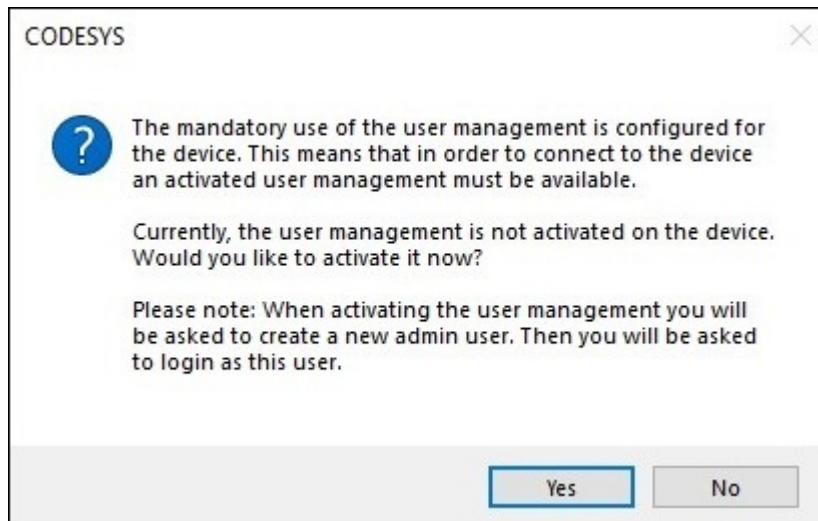 CODESYS
?
The mandatory use of the user management is configured for
the device. This means that in order to connect to the device
an activated user management must be available.
Currently, the user management is not activated on the device.
Would you like to activate it now?
Please note: When activating the user management you will
be asked to create a new admin user. Then you will be asked
to login as this user.
Yes
No